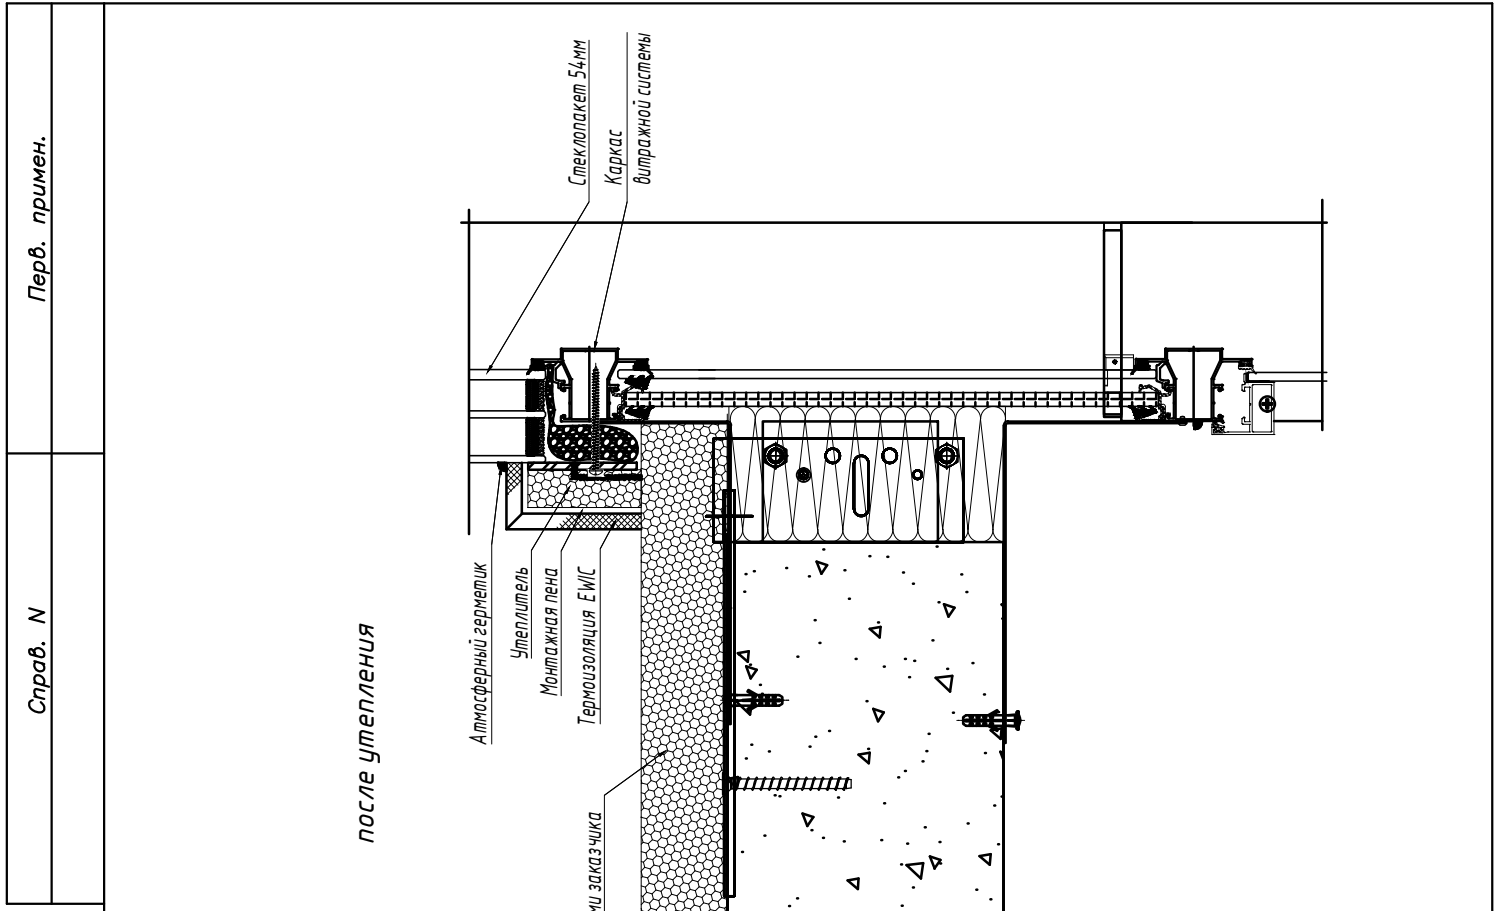 Перв. примен.
Справ. N
после утепления
Стеклопакет 54мм
Каркас
витражной системы
Атмосферный герметик
Утеплитель
Монтажная пена
Термоизоляция EWIC
заказчика